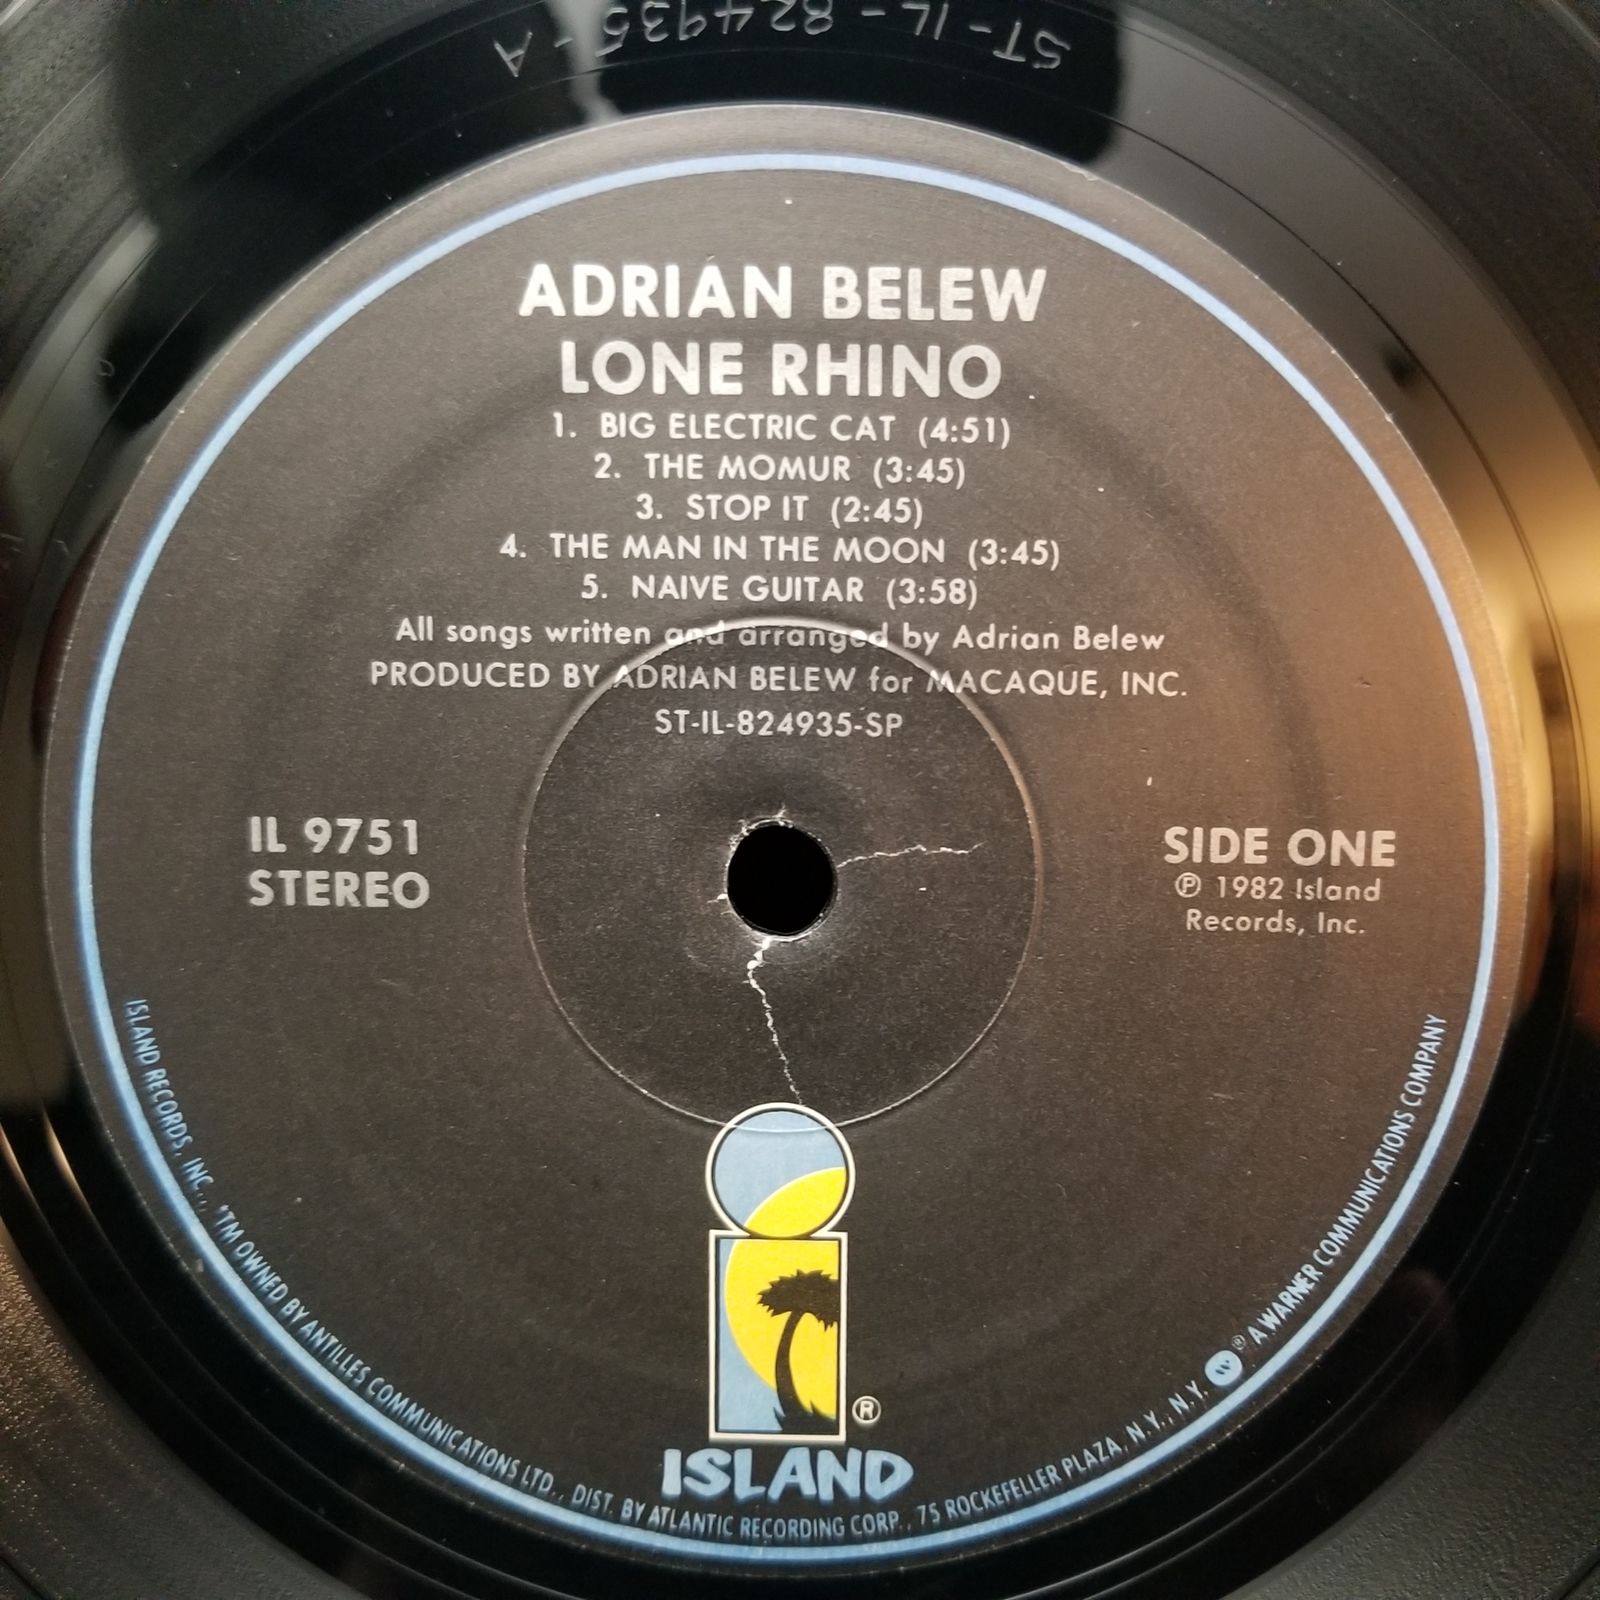 ST-IL-824935-A
ADRIAN BELEW
LONE RHINO
1. BIG ELECTRIC CAT (4:51)
2. THE MOMUR (3:45)
3. STOP IT (2:45)
4. THE MAN IN THE MOON (3:45)
5. NAIVE GUITAR (3:58)
All songs written and arranged by Adrian Belew
PRODUCED BY ADRIAN BELEW for MACAQUE, INC.
ST-IL-824935-SP
IL 9751
STEREO
SIDE ONE
℗ 1982 Island
Records, Inc.
®
ISLAND
ISLAND RECORDS, INC., *TM OWNED BY ANTILLES COMMUNICATIONS LTD., DIST. BY ATLANTIC RECORDING CORP., 75 ROCKEFELLER PLAZA, N.Y., N.Y. ® A WARNER COMMUNICATIONS COMPANY